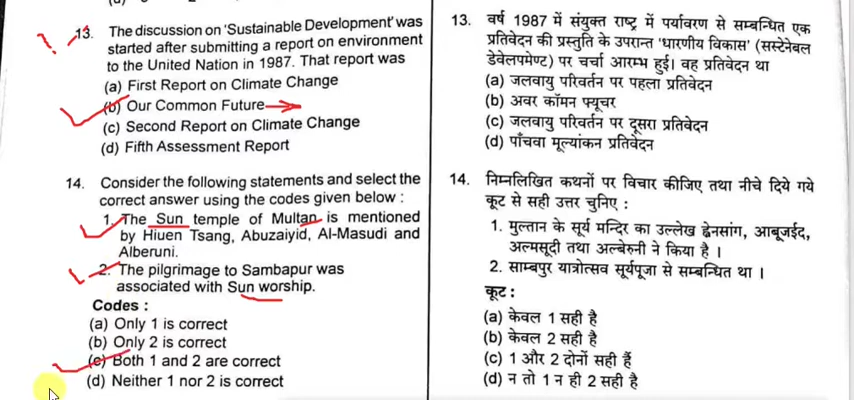 13. The discussion on 'Sustainable Development' was
started after submitting a report on environment
to the United Nation in 1987. That report was
(a) First Report on Climate Change
(b) Our Common Future
(c) Second Report on Climate Change
(d) Fifth Assessment Report
14. Consider the following statements and select the
correct answer using the codes given below :
1. The Sun temple of Multan is mentioned
by Hiuen Tsang, Abuzaiyid, Al-Masudi and
Alberuni.
2. The pilgrimage to Sambapur was
associated with Sun worship.
Codes :
(a) Only 1 is correct
(b) Only 2 is correct
(c) Both 1 and 2 are correct
(d) Neither 1 nor 2 is correct
13. वर्ष 1987 में संयुक्त राष्ट्र में पर्यावरण से सम्बन्धित एक
प्रतिवेदन की प्रस्तुति के उपरान्त 'धारणीय विकास' (सस्टेनेबल
डेवेलपमेण्ट) पर चर्चा आरम्भ हुई। वह प्रतिवेदन था
(a) जलवायु परिवर्तन पर पहला प्रतिवेदन
(b) अवर कॉमन फ्यूचर
(c) जलवायु परिवर्तन पर दूसरा प्रतिवेदन
(d) पाँचवा मूल्यांकन प्रतिवेदन
14. निम्नलिखित कथनों पर विचार कीजिए तथा नीचे दिये गये
कूट से सही उत्तर चुनिए :
1. मुल्तान के सूर्य मन्दिर का उल्लेख ह्वेनसांग, आबूजईद,
अल्मसूदी तथा अल्बेरुनी ने किया है ।
2. साम्बपुर यात्रोत्सव सूर्यपूजा से सम्बन्धित था ।
कूट :
(a) केवल 1 सही है
(b) केवल 2 सही है
(c) 1 और 2 दोनों सही हैं
(d) न तो 1 न ही 2 सही है